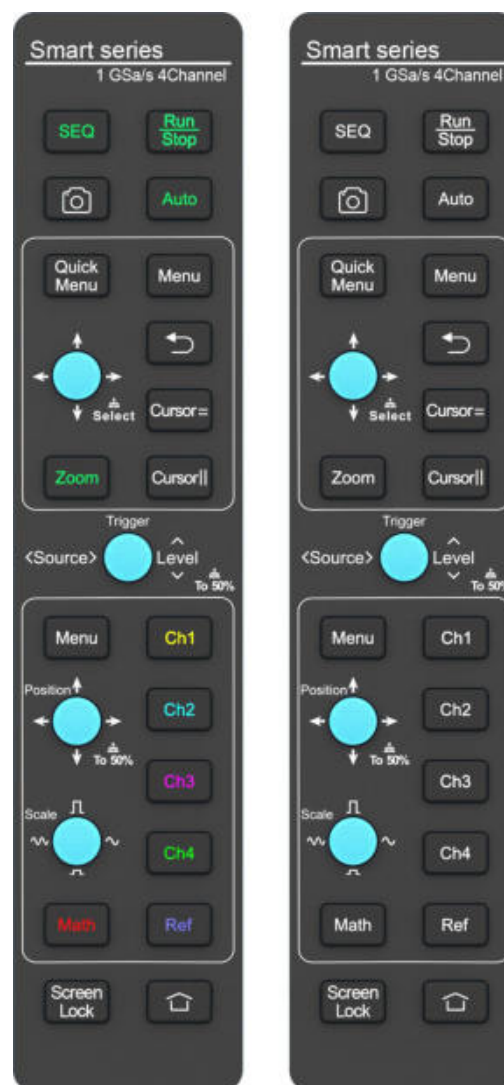 Smart series
1 GSa/s 4Channel
SEQ
Run
Stop
Auto
Quick
Menu
Menu
Select
Cursor=
Zoom
Cursor||
Trigger
<Source>
Level
To 50%
Menu
Ch1
Position
Ch2
To 50%
Ch3
Scale
Ch4
Math
Ref
Screen
Lock
Smart series
1 GSa/s 4Channel
SEQ
Run
Stop
Auto
Quick
Menu
Menu
Select
Cursor=
Zoom
Cursor||
Trigger
<Source>
Level
To 50%
Menu
Ch1
Position
Ch2
To 50%
Ch3
Scale
Ch4
Math
Ref
Screen
Lock